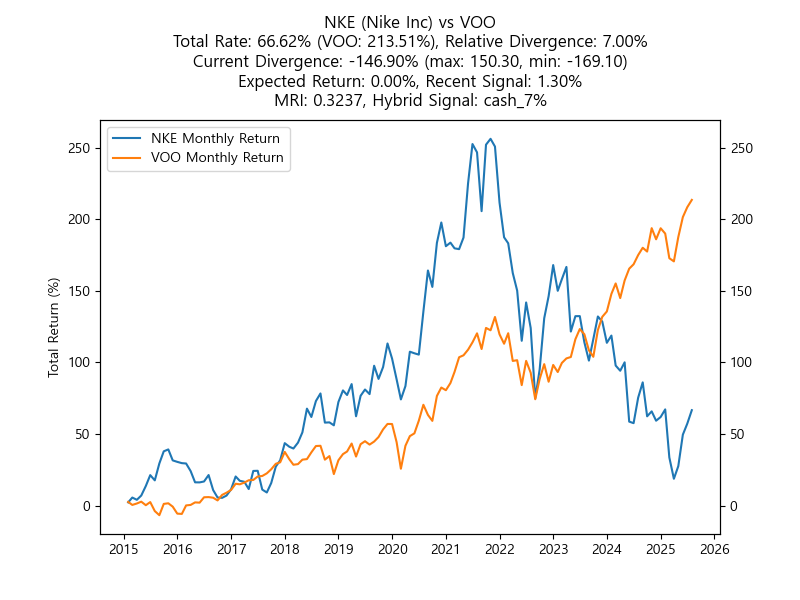 NKE (Nike Inc) vs VOO
Total Rate: 66.62% (VOO: 213.51%), Relative Divergence: 7.00%
Current Divergence: -146.90% (max: 150.30, min: -169.10)
Expected Return: 0.00%, Recent Signal: 1.30%
MRI: 0.3237, Hybrid Signal: cash_7%
NKE Monthly Return
VOO Monthly Return
Total Return (%)
250
200
150
100
50
0
250
200
150
100
50
0
2015 2016 2017 2018 2019 2020 2021 2022 2023 2024 2025 2026